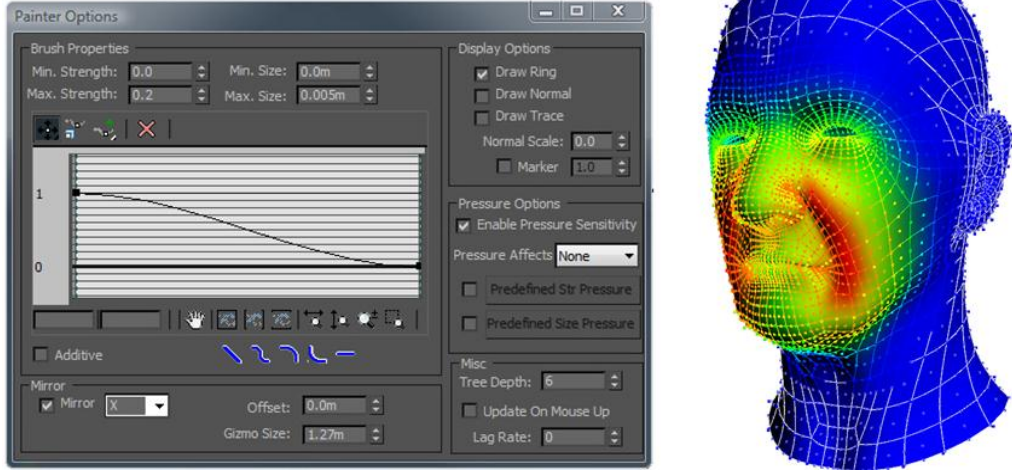 Painter Options
Brush Properties
Min. Strength: 0.0 Min. Size: 0.0m
Max. Strength: 0.2 Max. Size: 0.005m
1
0
Additive
Mirror
Mirror X Offset: 0.0m
Gizmo Size: 1.27m
Display Options
Draw Ring
Draw Normal
Draw Trace
Normal Scale: 0.0
Marker 1.0
Pressure Options
Enable Pressure Sensitivity
Pressure Affects None
Predefined Str Pressure
Predefined Size Pressure
Misc
Tree Depth: 6
Update On Mouse Up
Lag Rate: 0